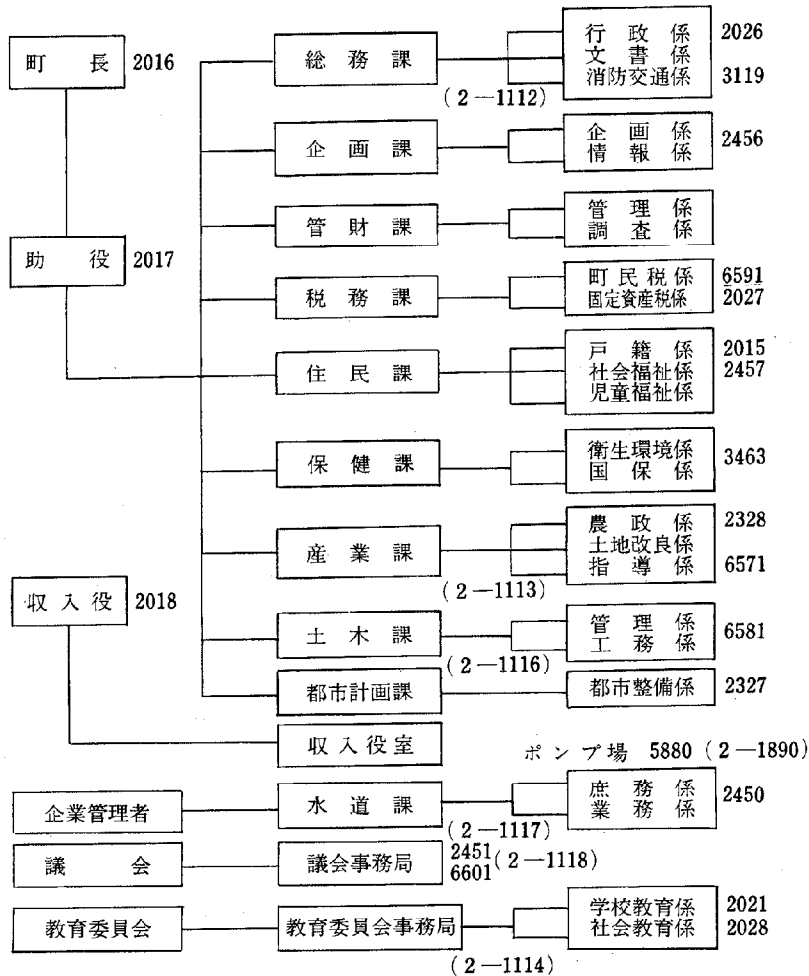 町長 2016
総務課
(2—1112)
行政係 2026
文書係
消防交通係 3119
企画課
企画係 2456
情報係
管財課
管理係
調査係
助役 2017
税務課
町民税係 6591
固定資産税係 2027
住民課
戸籍係 2015
社会福祉係 2457
児童福祉係
保健課
衛生環境係 3463
国保係
産業課
(2—1113)
農政係 2328
土地改良係
指導係 6571
収入役 2018
土木課
(2—1116)
管理係 6581
工務係
都市計画課
都市整備係 2327
収入役室
ポンプ場 5880 (2—1890)
企業管理者
水道課
(2—1117)
庶務係 2450
業務係
議会
議会事務局
2451 (2—1118)
6601
教育委員会
教育委員会事務局
(2—1114)
学校教育係 2021
社会教育係 2028